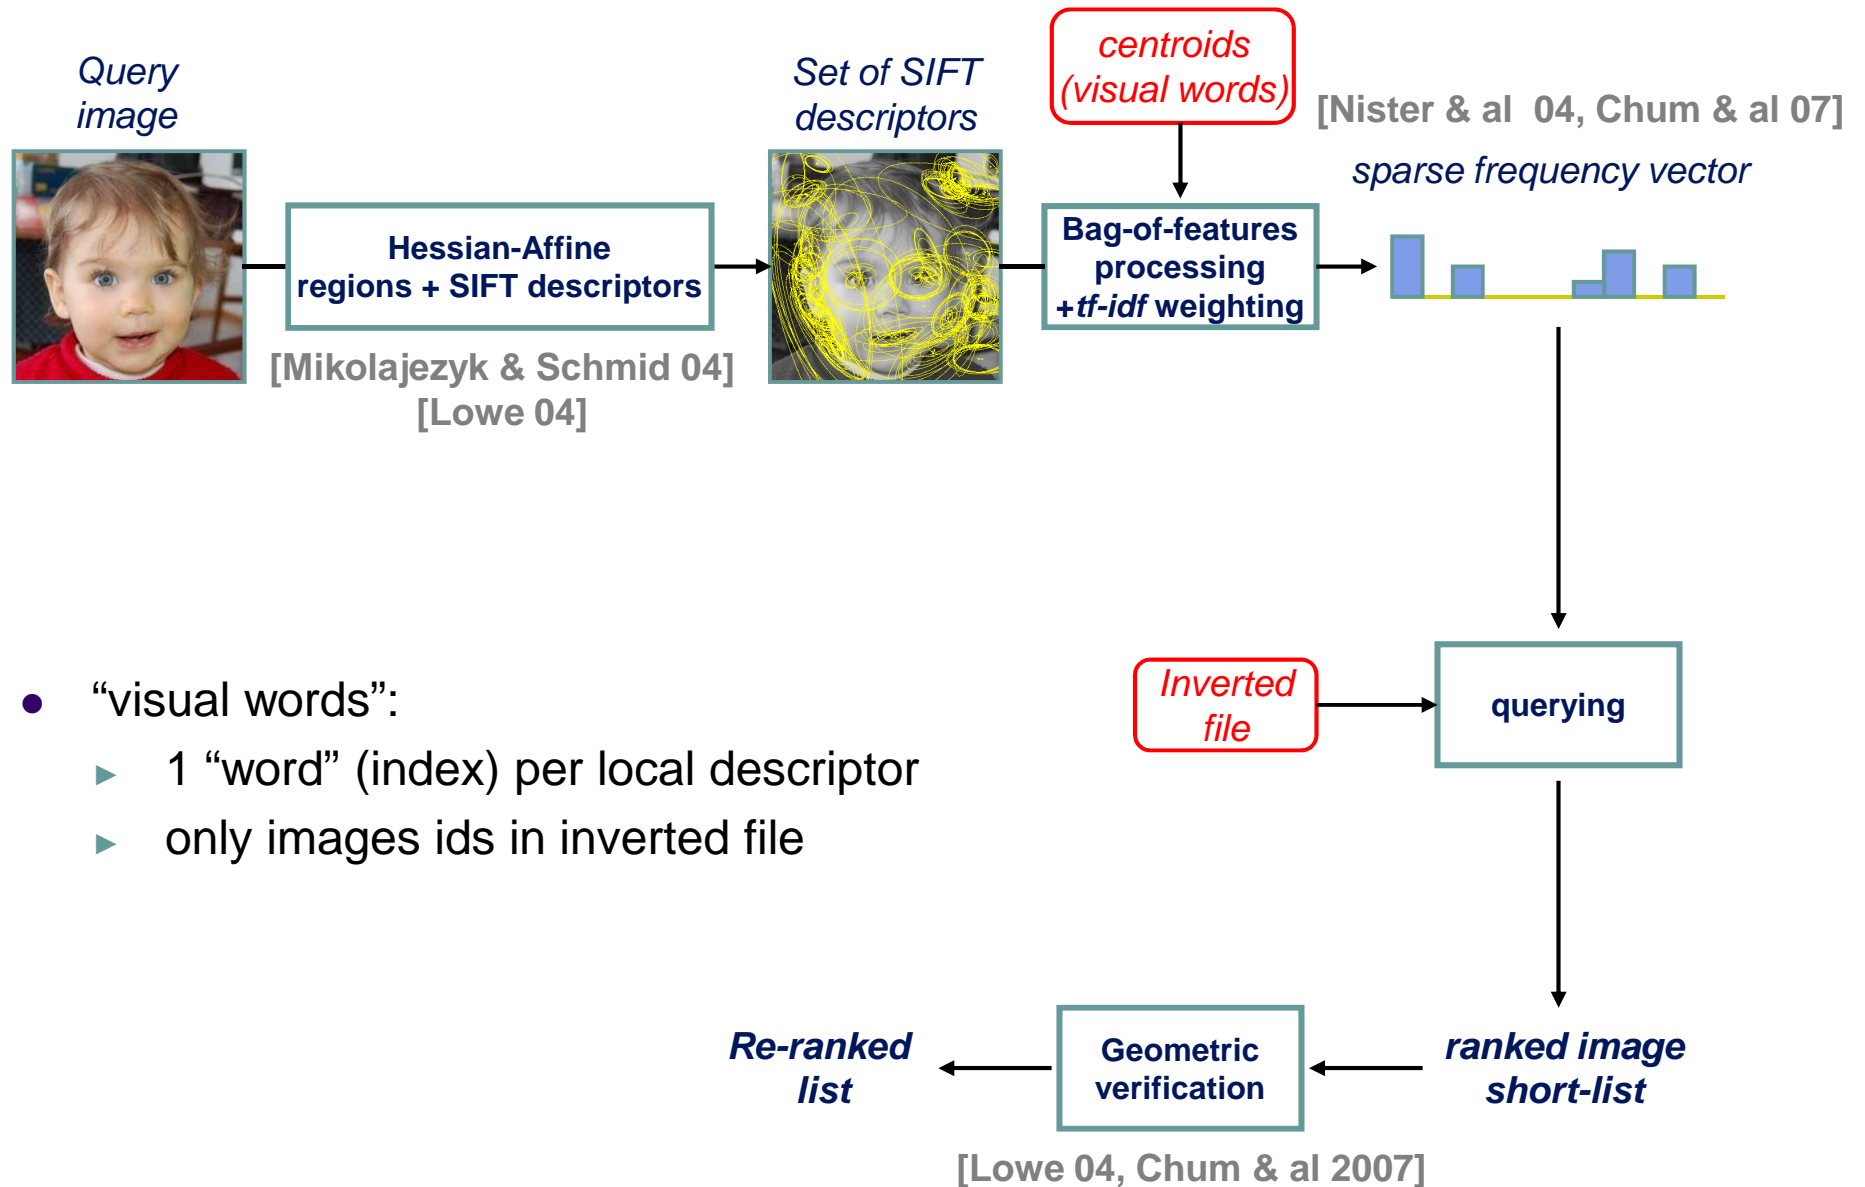 Query
image
Hessian-Affine
regions + SIFT descriptors
[Mikolajezyk & Schmid 04]
[Lowe 04]
Set of SIFT
descriptors
centroids
(visual words)
Bag-of-features
processing
+tf-idf weighting
[Nister & al  04, Chum & al 07]
sparse frequency vector
Inverted
file
querying
● “visual words”:
► 1 “word” (index) per local descriptor
► only images ids in inverted file
ranked image
short-list
Geometric
verification
[Lowe 04, Chum & al 2007]
Re-ranked
list